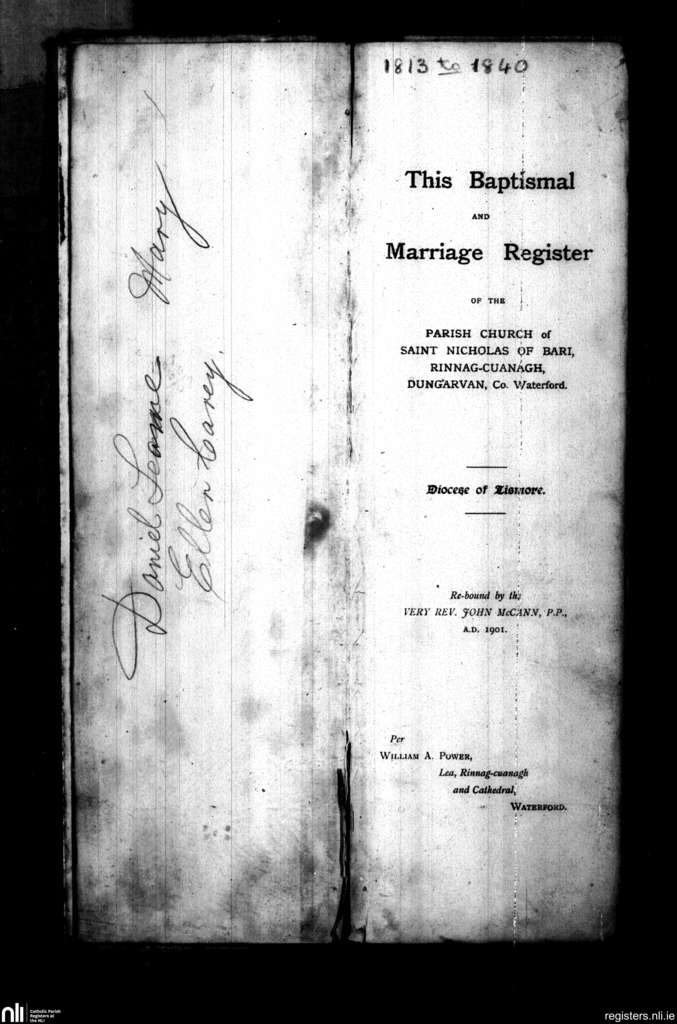 Daniel Leame Mary
Ellen Carey,
1813 to 1840
This Baptismal
AND
Marriage Register
OF THE
PARISH CHURCH of
SAINT NICHOLAS OF BARI,
RINNAG-CUANAGH,
DUNGARVAN, Co. Waterford.
Diocese of Lismore.
Re-bound by the
VERY REV. JOHN McCANN, P.P.,
A.D. 1901.
Per
WILLIAM A. POWER,
Lea, Rinnag-cuanagh
and Cathedral,
WATERFORD.
nli
Catholic Parish
Registers at
the NLI
registers.nli.ie